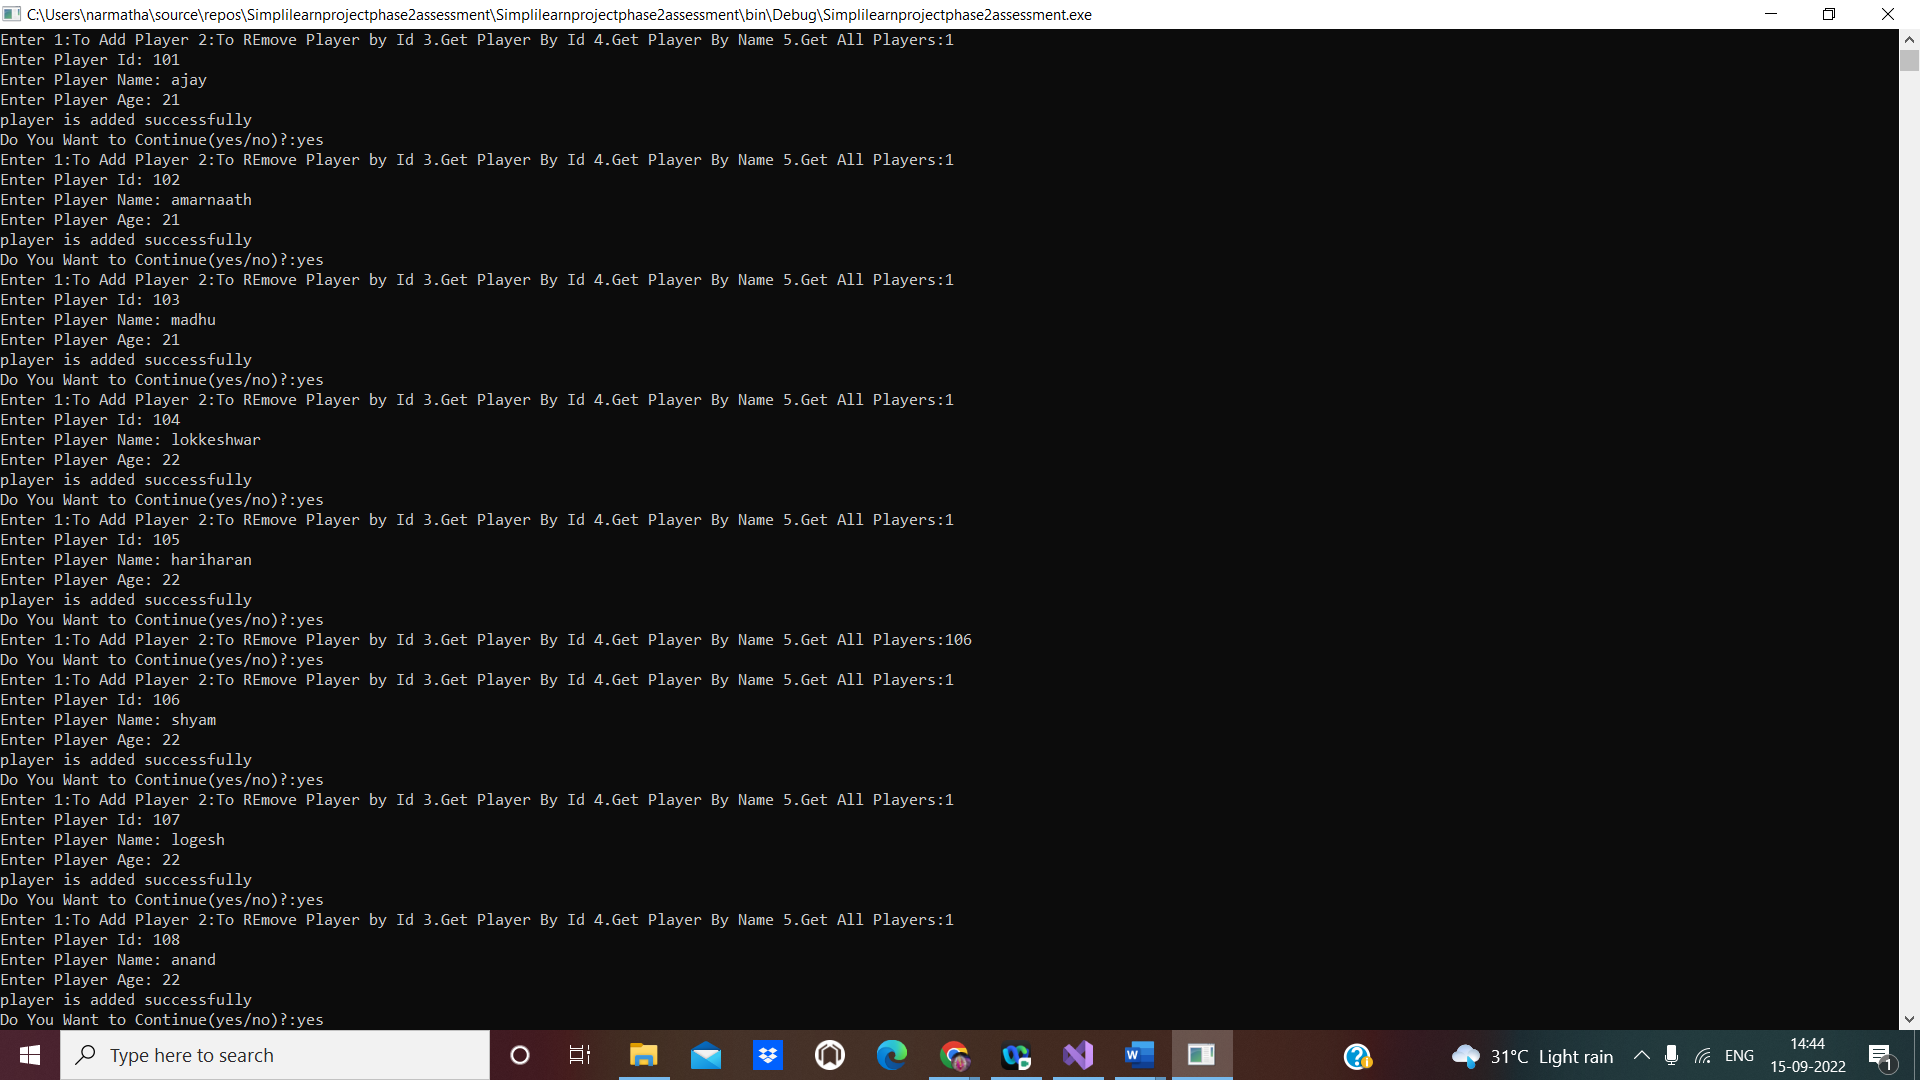 C:\Users\narmatha\source\repos\Simplilearnprojectphase2assessment\Simplilearnprojectphase2assessment\bin\Debug\Simplilearnprojectphase2assessment.exe
Enter 1:To Add Player 2:To REmove Player by Id 3.Get Player By Id 4.Get Player By Name 5.Get All Players:1
Enter Player Id: 101
Enter Player Name: ajay
Enter Player Age: 21
player is added successfully
Do You Want to Continue(yes/no)?:yes
Enter 1:To Add Player 2:To REmove Player by Id 3.Get Player By Id 4.Get Player By Name 5.Get All Players:1
Enter Player Id: 102
Enter Player Name: amarnaath
Enter Player Age: 21
player is added successfully
Do You Want to Continue(yes/no)?:yes
Enter 1:To Add Player 2:To REmove Player by Id 3.Get Player By Id 4.Get Player By Name 5.Get All Players:1
Enter Player Id: 103
Enter Player Name: madhu
Enter Player Age: 21
player is added successfully
Do You Want to Continue(yes/no)?:yes
Enter 1:To Add Player 2:To REmove Player by Id 3.Get Player By Id 4.Get Player By Name 5.Get All Players:1
Enter Player Id: 104
Enter Player Name: lokkeshwar
Enter Player Age: 22
player is added successfully
Do You Want to Continue(yes/no)?:yes
Enter 1:To Add Player 2:To REmove Player by Id 3.Get Player By Id 4.Get Player By Name 5.Get All Players:1
Enter Player Id: 105
Enter Player Name: hariharan
Enter Player Age: 22
player is added successfully
Do You Want to Continue(yes/no)?:yes
Enter 1:To Add Player 2:To REmove Player by Id 3.Get Player By Id 4.Get Player By Name 5.Get All Players:106
Do You Want to Continue(yes/no)?:yes
Enter 1:To Add Player 2:To REmove Player by Id 3.Get Player By Id 4.Get Player By Name 5.Get All Players:1
Enter Player Id: 106
Enter Player Name: shyam
Enter Player Age: 22
player is added successfully
Do You Want to Continue(yes/no)?:yes
Enter 1:To Add Player 2:To REmove Player by Id 3.Get Player By Id 4.Get Player By Name 5.Get All Players:1
Enter Player Id: 107
Enter Player Name: logesh
Enter Player Age: 22
player is added successfully
Do You Want to Continue(yes/no)?:yes
Enter 1:To Add Player 2:To REmove Player by Id 3.Get Player By Id 4.Get Player By Name 5.Get All Players:1
Enter Player Id: 108
Enter Player Name: anand
Enter Player Age: 22
player is added successfully
Do You Want to Continue(yes/no)?:yes
Type here to search
31°C Light rain
ENG
14:44
15-09-2022
1